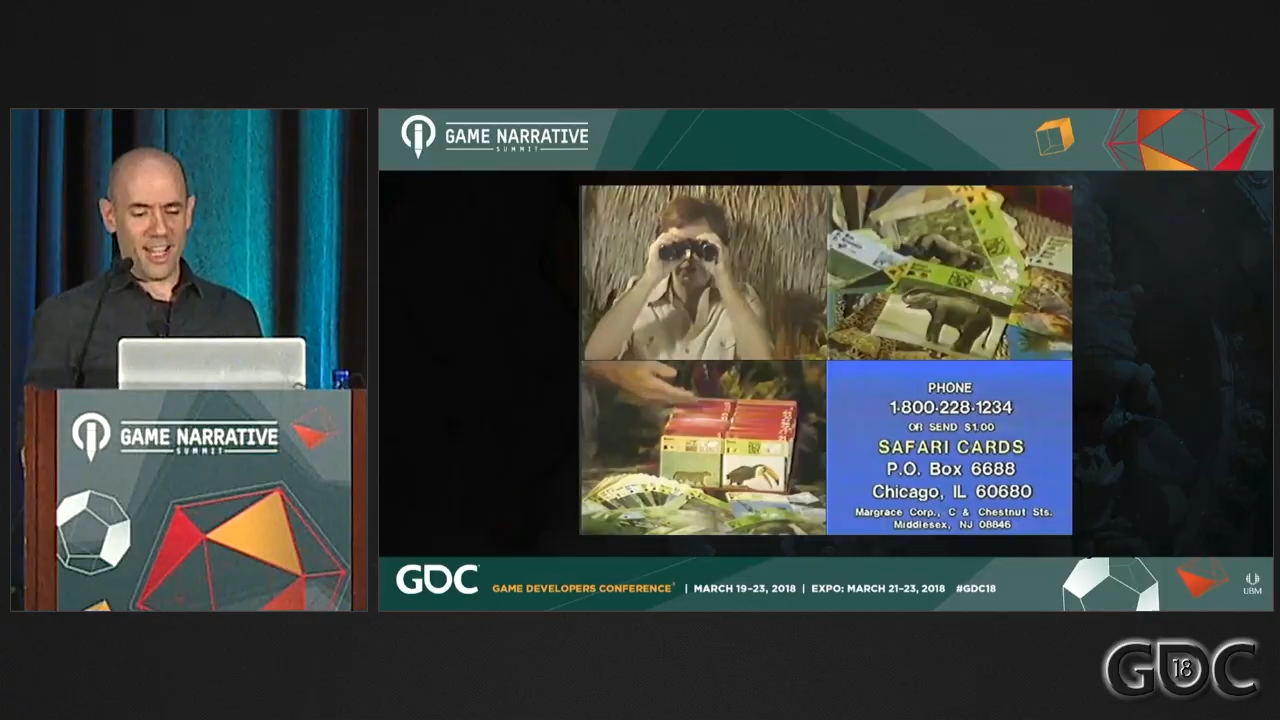 GAME NARRATIVE
SUMMIT
GAME NARRATIVE
SUMMIT
PHONE
1-800-228-1234
OR SEND $1.00
SAFARI CARDS
P.O. Box 6688
Chicago, IL 60680
Margrace Corp., C & Chestnut Sts.
Middlesex, NJ 08846
GDC GAME DEVELOPERS CONFERENCE® | MARCH 19–23, 2018 | EXPO: MARCH 21–23, 2018 #GDC18
UBM
GDC 18